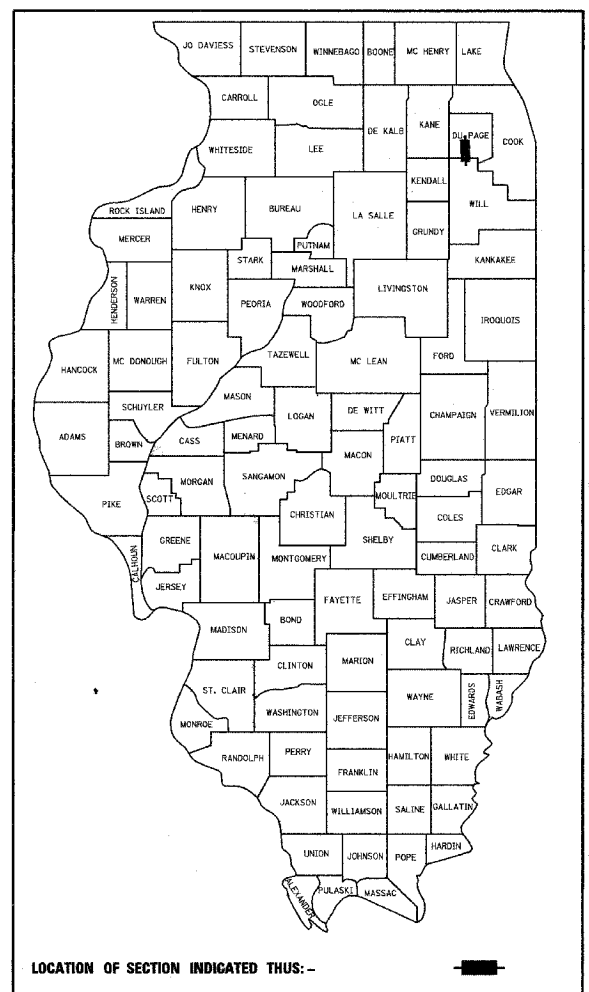 JO DAVIESS STEVENSON WINNEBAGO BOONE MC HENRY LAKE
CARROLL OGLE DE KALB KANE DU PAGE COOK
WHITESIDE LEE
KENDALL WILL
ROCK ISLAND HENRY BUREAU LA SALLE GRUNDY
MERCER PUTNAM KANKAKEE
STARK MARSHALL
HENDERSON WARREN KNOX PEORIA WOODFORD LIVINGSTON IROQUOIS
HANCOCK MC DONOUGH FULTON TAZEWELL MC LEAN FORD
MASON
SCHUYLER LOGAN DE WITT CHAMPAIGN VERMILION
ADAMS BROWN CASS MENARD PIATT
MACON
SANGAMON
MORGAN DOUGLAS
PIKE SCOTT MOULTRIE EDGAR
CHRISTIAN COLES
GREENE SHELBY
MACOUPIN MONTGOMERY CUMBERLAND CLARK
CALHOUN JERSEY
FAYETTE EFFINGHAM JASPER CRAWFORD
MADISON BOND
CLAY RICHLAND LAWRENCE
CLINTON MARION
ST. CLAIR WAYNE EDWARDS WABASH
WASHINGTON JEFFERSON
MONROE
RANDOLPH PERRY HAMILTON WHITE
FRANKLIN
JACKSON WILLIAMSON SALINE GALLATIN
HARDIN
UNION JOHNSON POPE
ALEXANDER PULASKI MASSAC
LOCATION OF SECTION INDICATED THUS: -